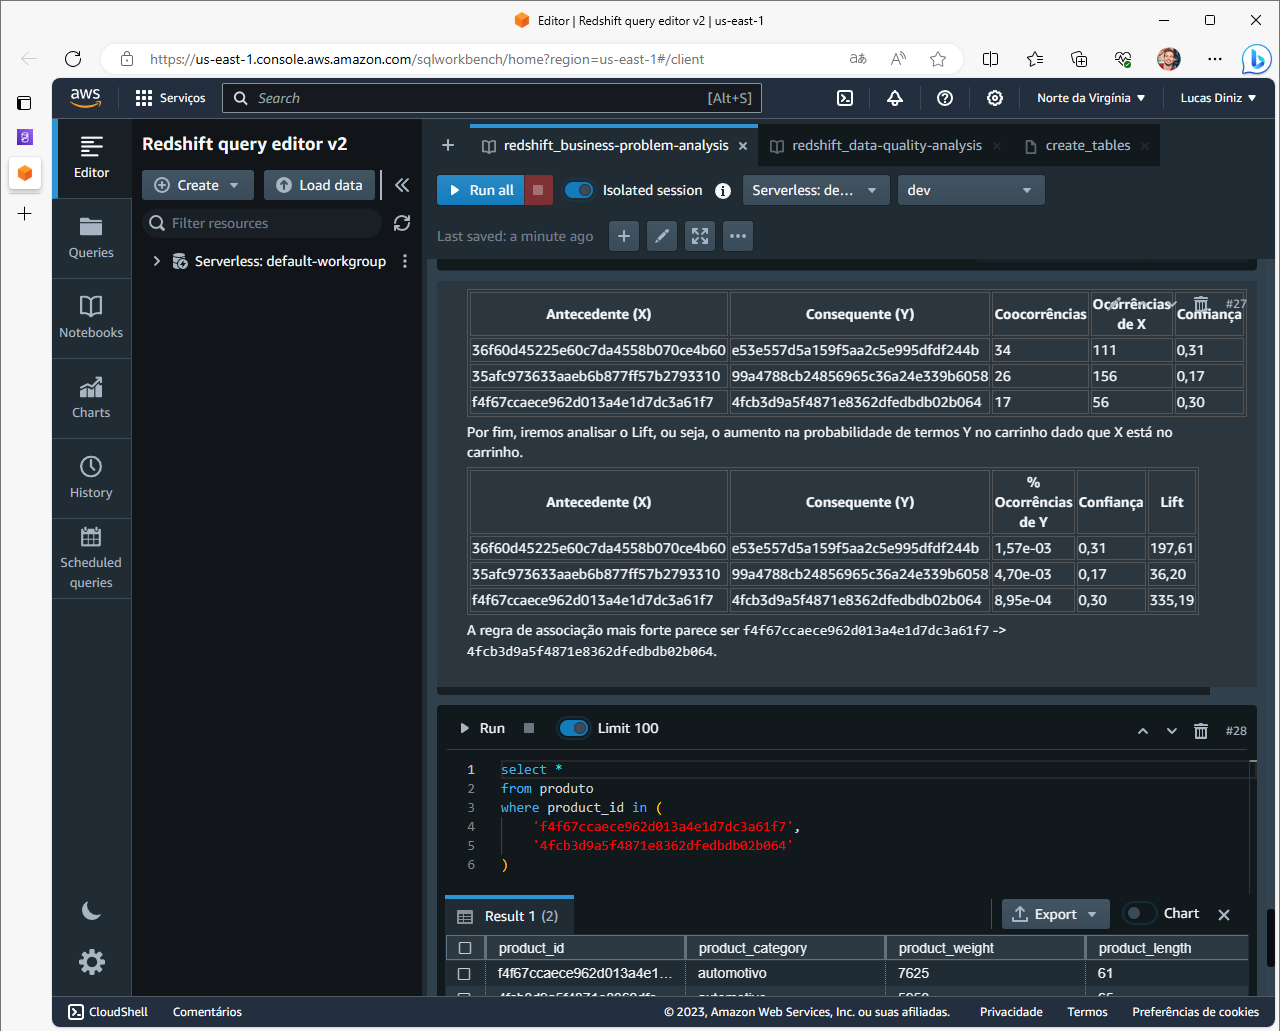 Editor | Redshift query editor v2 | us-east-1
https://us-east-1.console.aws.amazon.com/sqlworkbench/home?region=us-east-1#/client
aws
Serviços
Search
[Alt+S]
Norte da Virgínia
Lucas Diniz
Editor
Queries
Notebooks
Charts
History
Scheduled
queries
Redshift query editor v2
Create
Load data
Filter resources
Serverless: default-workgroup
redshift_business-problem-analysis
redshift_data-quality-analysis
create_tables
Run all
Isolated session
Serverless: de...
dev
Last saved: a minute ago
#27
Antecedente (X) Consequente (Y) Coocorrências Ocorrências de X Confiança
36f60d45225e60c7da4558b070ce4b60 e53e557d5a159f5aa2c5e995dfdf244b 34 111 0,31
35afc973633aaeb6b877ff57b2793310 99a4788cb24856965c36a24e339b6058 26 156 0,17
f4f67ccaece962d013a4e1d7dc3a61f7 4fcb3d9a5f4871e8362dfedbdb02b064 17 56 0,30
Por fim, iremos analisar o Lift, ou seja, o aumento na probabilidade de termos Y no carrinho dado que X está no
carrinho.
Antecedente (X) Consequente (Y) % Ocorrências de Y Confiança Lift
36f60d45225e60c7da4558b070ce4b60 e53e557d5a159f5aa2c5e995dfdf244b 1,57e-03 0,31 197,61
35afc973633aaeb6b877ff57b2793310 99a4788cb24856965c36a24e339b6058 4,70e-03 0,17 36,20
f4f67ccaece962d013a4e1d7dc3a61f7 4fcb3d9a5f4871e8362dfedbdb02b064 8,95e-04 0,30 335,19
A regra de associação mais forte parece ser f4f67ccaece962d013a4e1d7dc3a61f7 ->
4fcb3d9a5f4871e8362dfedbdb02b064.
Run
Limit 100
#28
1 select *
2 from produto
3 where product_id in (
4 'f4f67ccaece962d013a4e1d7dc3a61f7',
5 '4fcb3d9a5f4871e8362dfedbdb02b064'
6 )
Result 1 (2)
Export
Chart
product_id product_category product_weight product_length
f4f67ccaece962d013a4e1... automotivo 7625 61
CloudShell
Comentários
© 2023, Amazon Web Services, Inc. ou suas afiliadas.
Privacidade
Termos
Preferências de cookies